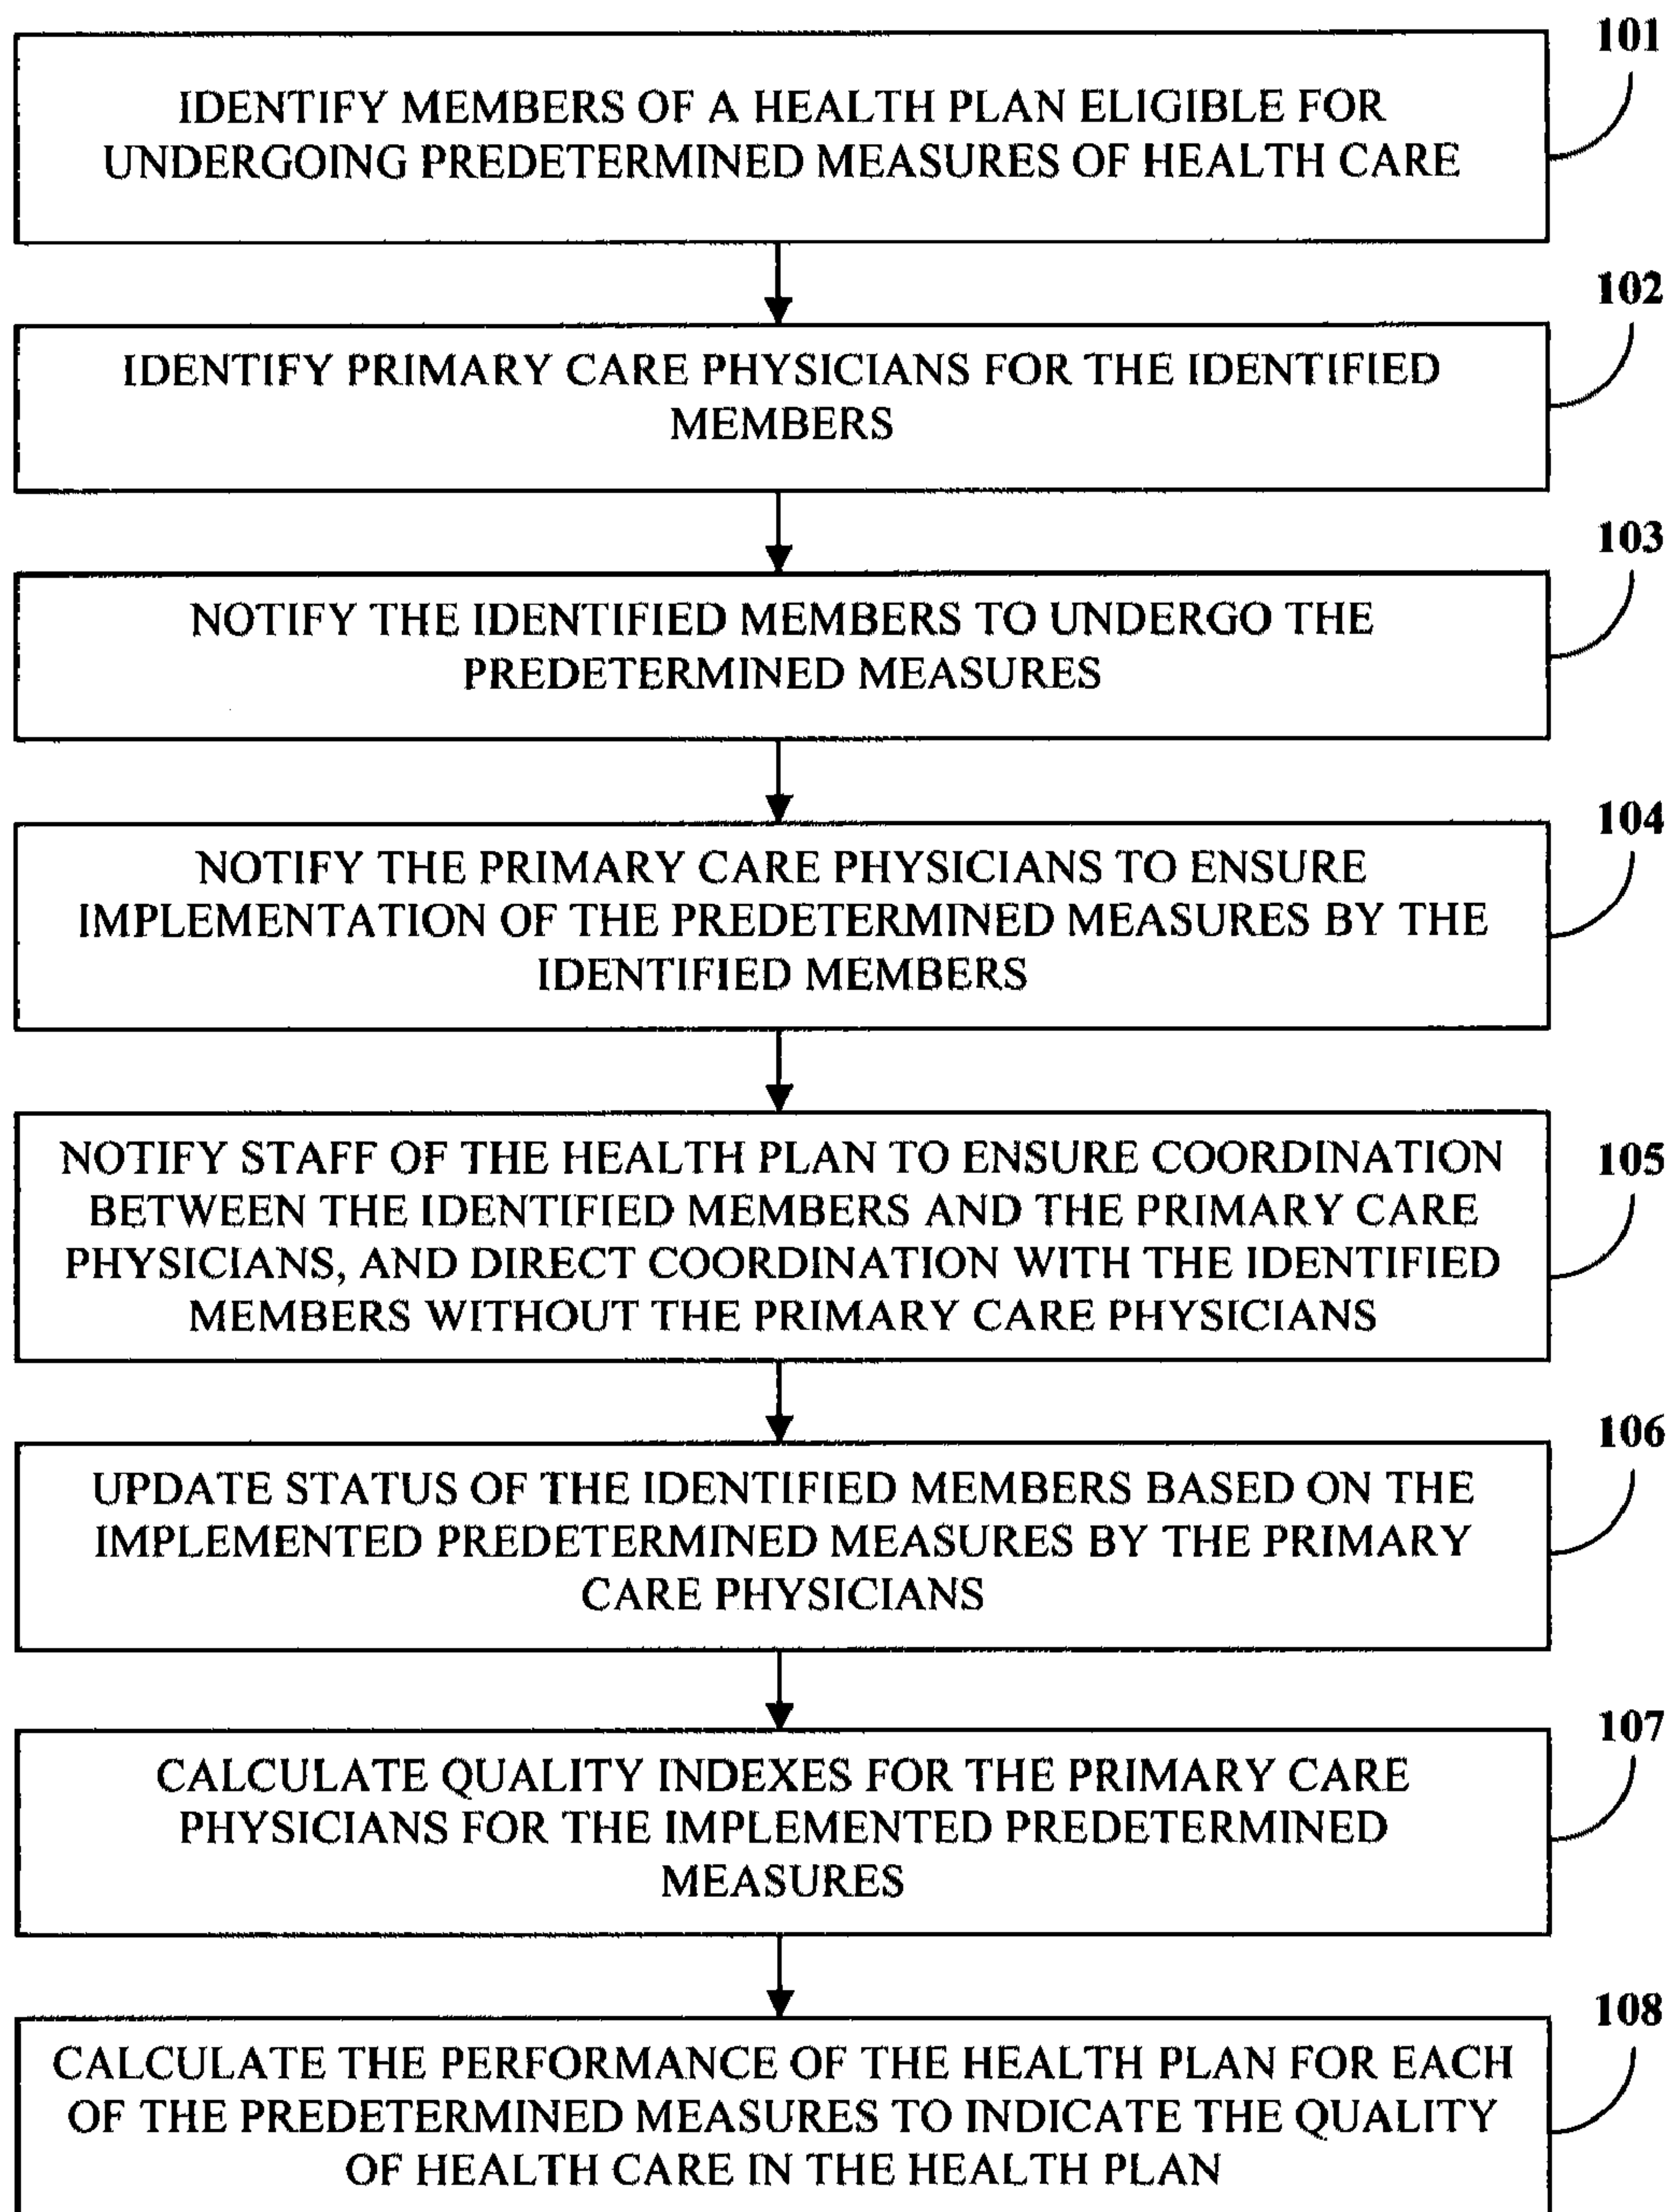 101
IDENTIFY MEMBERS OF A HEALTH PLAN ELIGIBLE FOR
UNDERGOING PREDETERMINED MEASURES OF HEALTH CARE
102
IDENTIFY PRIMARY CARE PHYSICIANS FOR THE IDENTIFIED
MEMBERS
103
NOTIFY THE IDENTIFIED MEMBERS TO UNDERGO THE
PREDETERMINED MEASURES
104
NOTIFY THE PRIMARY CARE PHYSICIANS TO ENSURE
IMPLEMENTATION OF THE PREDETERMINED MEASURES BY THE
IDENTIFIED MEMBERS
105
NOTIFY STAFF OF THE HEALTH PLAN TO ENSURE COORDINATION
BETWEEN THE IDENTIFIED MEMBERS AND THE PRIMARY CARE
PHYSICIANS, AND DIRECT COORDINATION WITH THE IDENTIFIED
MEMBERS WITHOUT THE PRIMARY CARE PHYSICIANS
106
UPDATE STATUS OF THE IDENTIFIED MEMBERS BASED ON THE
IMPLEMENTED PREDETERMINED MEASURES BY THE PRIMARY
CARE PHYSICIANS
107
CALCULATE QUALITY INDEXES FOR THE PRIMARY CARE
PHYSICIANS FOR THE IMPLEMENTED PREDETERMINED
MEASURES
108
CALCULATE THE PERFORMANCE OF THE HEALTH PLAN FOR EACH
OF THE PREDETERMINED MEASURES TO INDICATE THE QUALITY
OF HEALTH CARE IN THE HEALTH PLAN